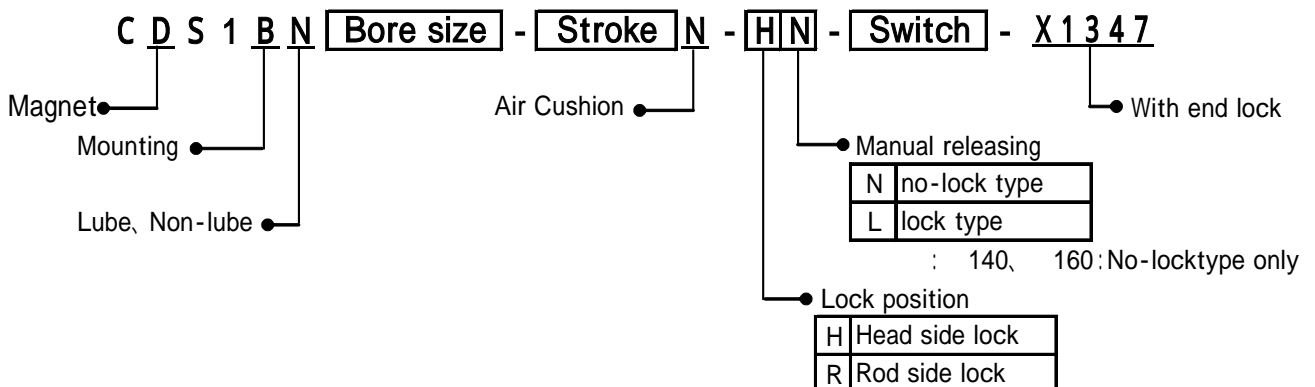 C D S 1 B N Bore size - Stroke N - H N - Switch - X1347
Magnet
Air Cushion
With end lock
Mounting
Manual releasing
N no-lock type
L lock type
Lube、Non-lube
: 140、 160:No-locktype only
Lock position
H Head side lock
R Rod side lock